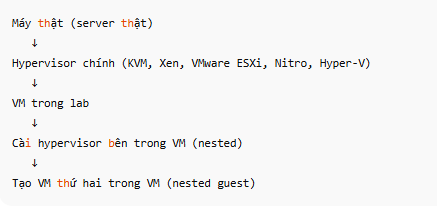 Máy thật (server thật)
↓
Hypervisor chính (KVM, Xen, VMware ESXi, Nitro, Hyper-V)
↓
VM trong lab
↓
Cài hypervisor bên trong VM (nested)
↓
Tạo VM thứ hai trong VM (nested guest)